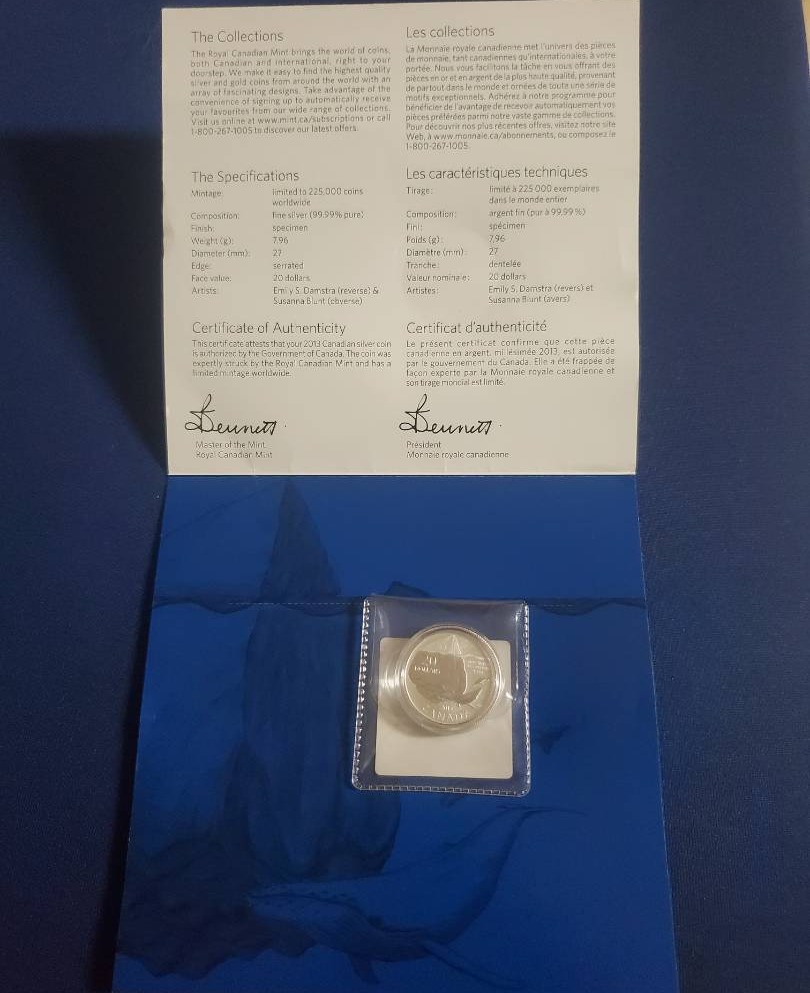 The Collections
The Royal Canadian Mint brings the world of coins,
both Canadian and international, right to your
doorstep. We make it easy to find the highest quality
silver and gold coins from around the world with an
array of fascinating designs. Take advantage of the
convenience of signing up to automatically receive
your favourites from our wide range of collections.
Visit us online at www.mint.ca/subscriptions or call
1-800-267-1005 to discover our latest offers.
Les collections
La Monnaie royale canadienne met l'univers des pièces
de monnaie, tant canadiennes qu'internationales, à votre
portée. Nous vous facilitons la tâche en vous offrant des
pièces en or et en argent de la plus haute qualité, provenant
de partout dans le monde et ornées de toute une série de
motifs exceptionnels. Adhérez à notre programme pour
bénéficier de l'avantage de recevoir automatiquement vos
pièces préférées parmi notre vaste gamme de collections.
Pour découvrir nos plus récentes offres, visitez notre site
Web, à www.monnaie.ca/abonnements, ou composez le
1-800-267-1005.
The Specifications
Mintage: limited to 225,000 coins
worldwide
Composition: fine silver (99.99% pure)
Finish: specimen
Weight (g): 7.96
Diameter (mm): 27
Edge: serrated
Face value: 20 dollars
Artists: Emily S. Damstra (reverse) &
Susanna Blunt (obverse)
Les caractéristiques techniques
Tirage: limité à 225 000 exemplaires
dans le monde entier
Composition: argent fin (pur à 99,99 %)
Fini: spécimen
Poids (g): 7,96
Diamètre (mm): 27
Tranche: dentelée
Valeur nominale: 20 dollars
Artistes: Emily S. Damstra (revers) et
Susanna Blunt (avers)
Certificate of Authenticity
This certificate attests that your 2013 Canadian silver coin
is authorized by the Government of Canada. The coin was
expertly struck by the Royal Canadian Mint and has a
limited mintage worldwide.
Bennett
Master of the Mint
Royal Canadian Mint
Certificat d'authenticité
Le présent certificat confirme que cette pièce
canadienne en argent, millésimée 2013, est autorisée
par le gouvernement du Canada. Elle a été frappée de
façon experte par la Monnaie royale canadienne et
son tirage mondial est limité.
Bennett
Président
Monnaie royale canadienne
20
DOLLARS
CANADA